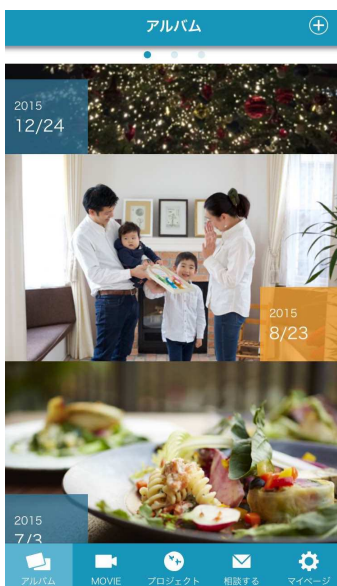 アルバム
2015
12/24
2015
8/23
2015
7/3
アルバム
MOVIE
プロジェクト
相談する
マイページ